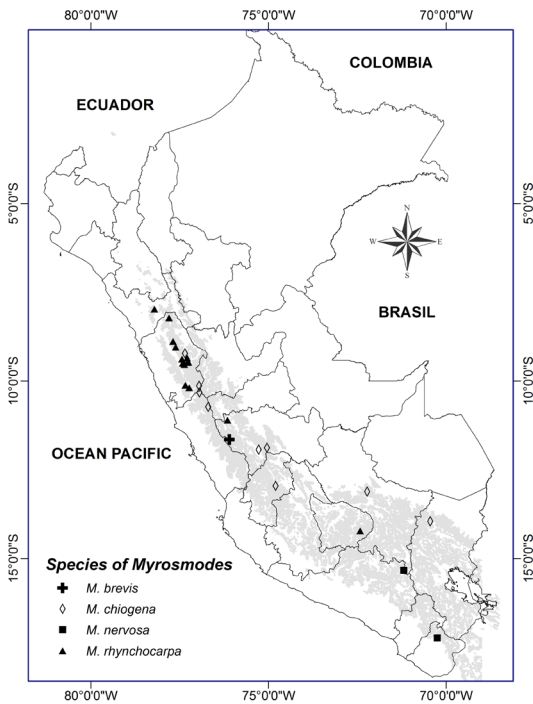 80°0'0"W 75°0'0"W 70°0'0"W
COLOMBIA
ECUADOR
5°0'0"S 5°0'0"S
N
W E
S
BRASIL
10°0'0"S 10°0'0"S
OCEAN PACIFIC
15°0'0"S 15°0'0"S
Species of Myrosmodes
M. brevis
M. chiogena
M. nervosa
M. rhynchocarpa
80°0'0"W 75°0'0"W 70°0'0"W